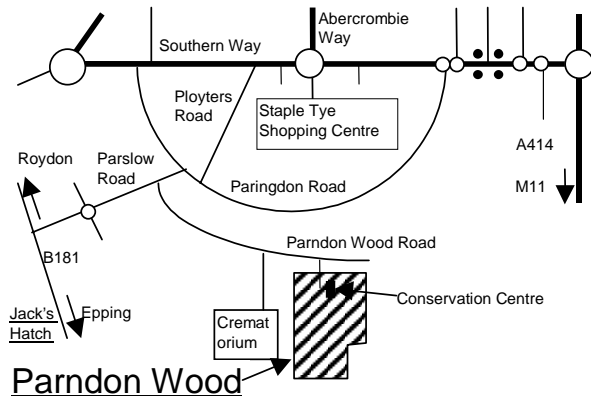 Abercrombie
Way
Southern Way
Ployters
Road
Staple Tye
Shopping Centre
A414
M11
Roydon
Parslow
Road
Paringdon Road
Parndon Wood Road
B181
Conservation Centre
Jack's
Hatch
Epping
Cremat
orium
Parndon Wood